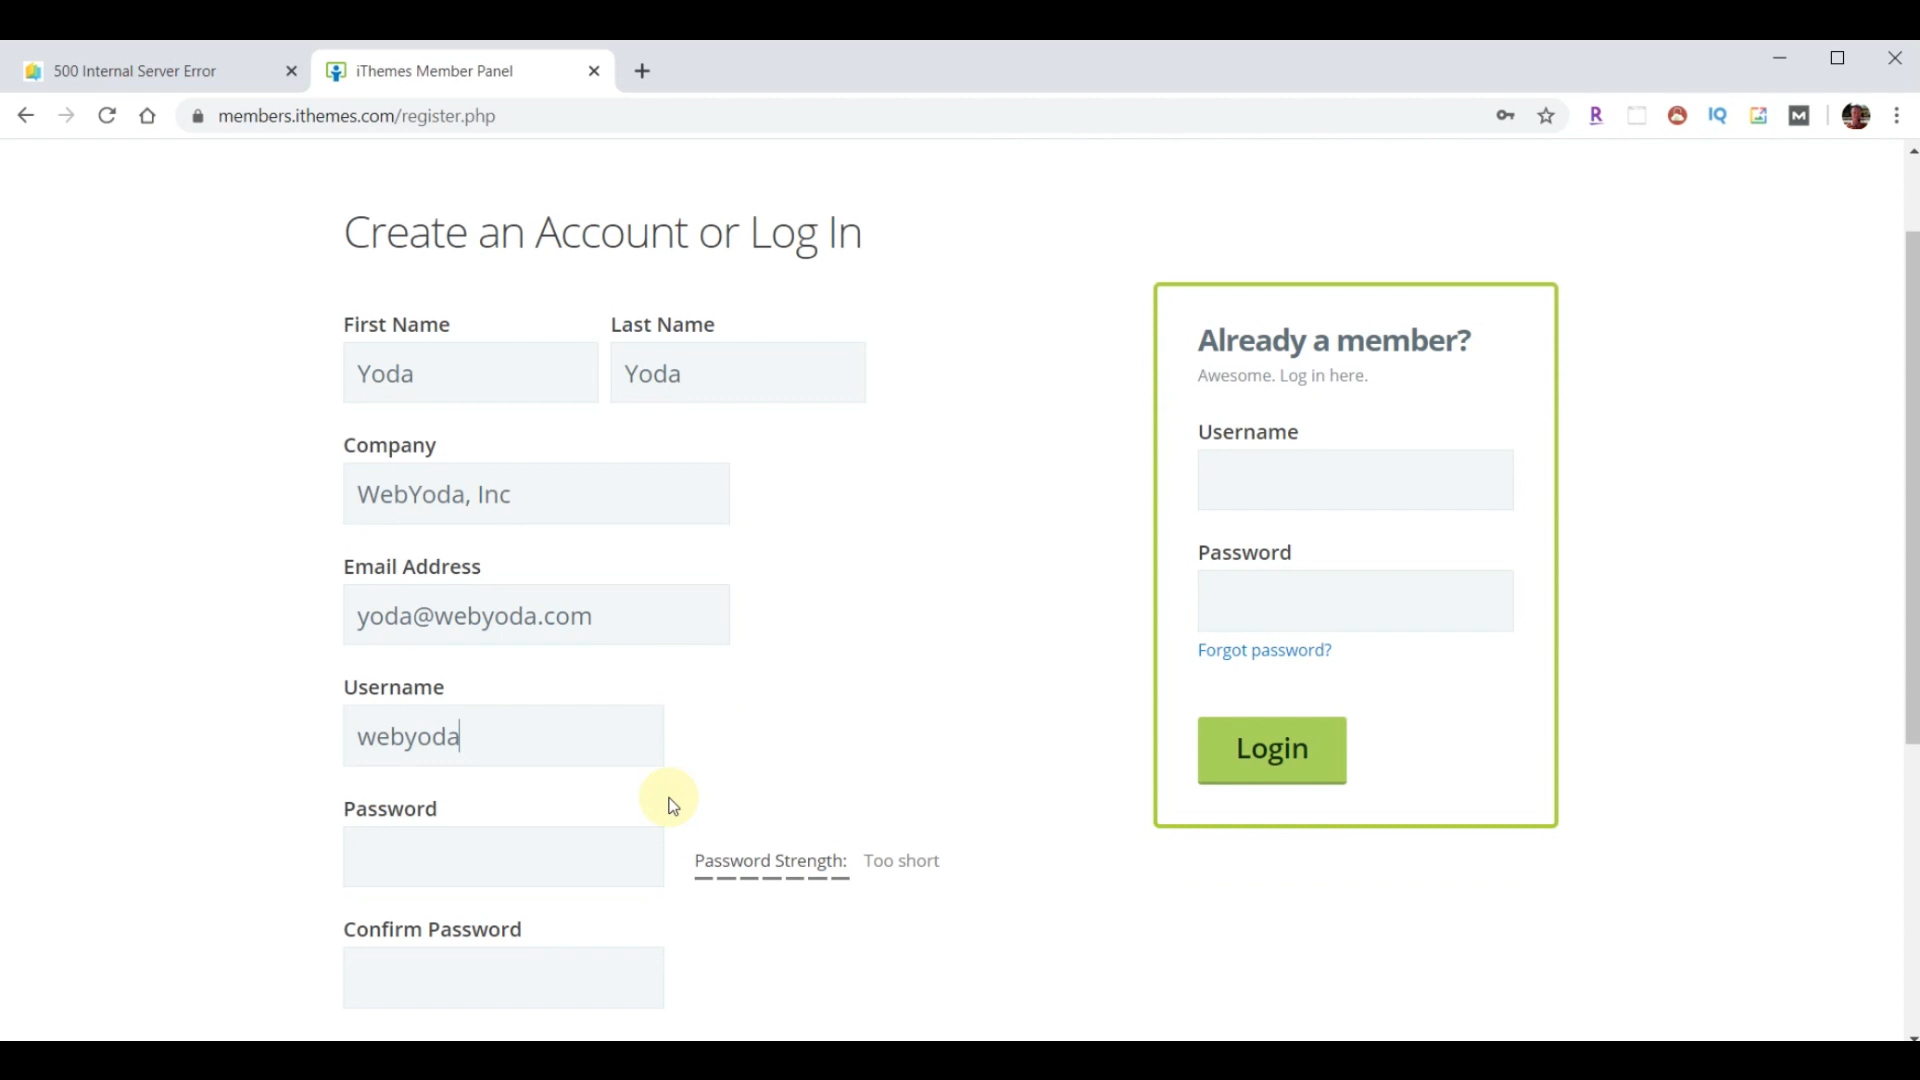 500 Internal Server Error
iThemes Member Panel
members.ithemes.com/register.php
R
IQ
M
Create an Account or Log In
First Name
Last Name
Yoda
Yoda
Company
WebYoda, Inc
Email Address
yoda@webyoda.com
Username
webyoda
Password
Password Strength: Too short
Confirm Password
Already a member?
Awesome. Log in here.
Username
Password
Forgot password?
Login